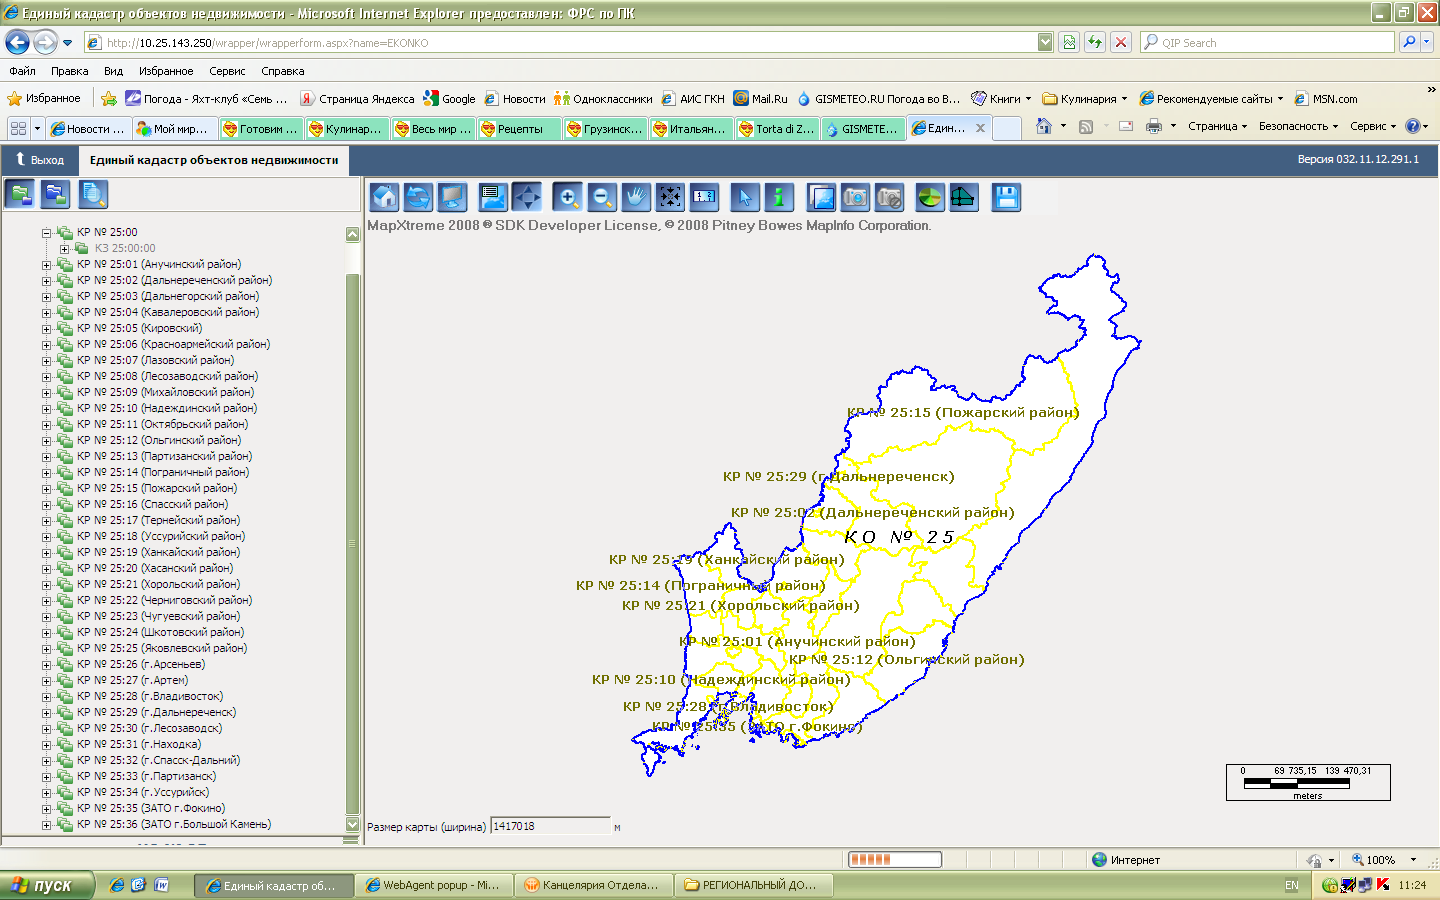 Единый кадастр объектов недвижимости - Microsoft Internet Explorer предоставлен: ФРС по ПК
http://10.25.143.250/wrapper/wrapperform.aspx?name=EKONKO
QIP Search
Файл Правка Вид Избранное Сервис Справка
Избранное Погода - Яхт-клуб «Семь ... Страница Яндекса Google Новости Одноклассники АИС ГКН Mail.Ru GISMETEO.RU Погода во В... Книги Кулинария Рекомендуемые сайты MSN.com »
Новости ... Мой мир... Готовим ... Кулинар... Весь мир ... Рецепты Грузинск... Итальян... Torta di Z... GISMETE... Един... Страница Безопасность Сервис
Выход Единый кадастр объектов недвижимости Версия 032.11.12.291.1
MapXtreme 2008 ® SDK Developer License, © 2008 Pitney Bowes MapInfo Corporation.
КР № 25:00
КЗ 25:00:00
КР № 25:01 (Анучинский район)
КР № 25:02 (Дальнереченский район)
КР № 25:03 (Дальнегорский район)
КР № 25:04 (Кавалеровский район)
КР № 25:05 (Кировский)
КР № 25:06 (Красноармейский район)
КР № 25:07 (Лазовский район)
КР № 25:08 (Лесозаводский район)
КР № 25:09 (Михайловский район)
КР № 25:10 (Надеждинский район)
КР № 25:11 (Октябрьский район)
КР № 25:12 (Ольгинский район)
КР № 25:13 (Партизанский район)
КР № 25:14 (Пограничный район)
КР № 25:15 (Пожарский район)
КР № 25:16 (Спасский район)
КР № 25:17 (Тернейский район)
КР № 25:18 (Уссурийский район)
КР № 25:19 (Ханкайский район)
КР № 25:20 (Хасанский район)
КР № 25:21 (Хорольский район)
КР № 25:22 (Черниговский район)
КР № 25:23 (Чугуевский район)
КР № 25:24 (Шкотовский район)
КР № 25:25 (Яковлевский район)
КР № 25:26 (г.Арсеньев)
КР № 25:27 (г.Артем)
КР № 25:28 (г.Владивосток)
КР № 25:29 (г.Дальнереченск)
КР № 25:30 (г.Лесозаводск)
КР № 25:31 (г.Находка)
КР № 25:32 (г.Спасск-Дальний)
КР № 25:33 (г.Партизанск)
КР № 25:34 (г.Уссурийск)
КР № 25:35 (ЗАТО г.Фокино)
КР № 25:36 (ЗАТО г.Большой Камень)
КР № 25:15 (Пожарский район)
КР № 25:29 (г.Дальнереченск)
КР № 25:02 (Дальнереченский район)
КО № 25
КР № 25:19 (Ханкайский район)
КР № 25:14 (Пограничный район)
КР № 25:21 (Хорольский район)
КР № 25:01 (Анучинский район)
КР № 25:12 (Ольгинский район)
КР № 25:10 (Надеждинский район)
КР № 25:28 (г.Владивосток)
КР № 25:35 (ЗАТО г.Фокино)
0 69 735,15 139 470,31
meters
Размер карты (ширина) 1417018 м
Интернет 100%
пуск Единый кадастр об... WebAgent popup - Mi... Канцелярия Отдела... РЕГИОНАЛЬНЫЙ ДО... EN 11:24